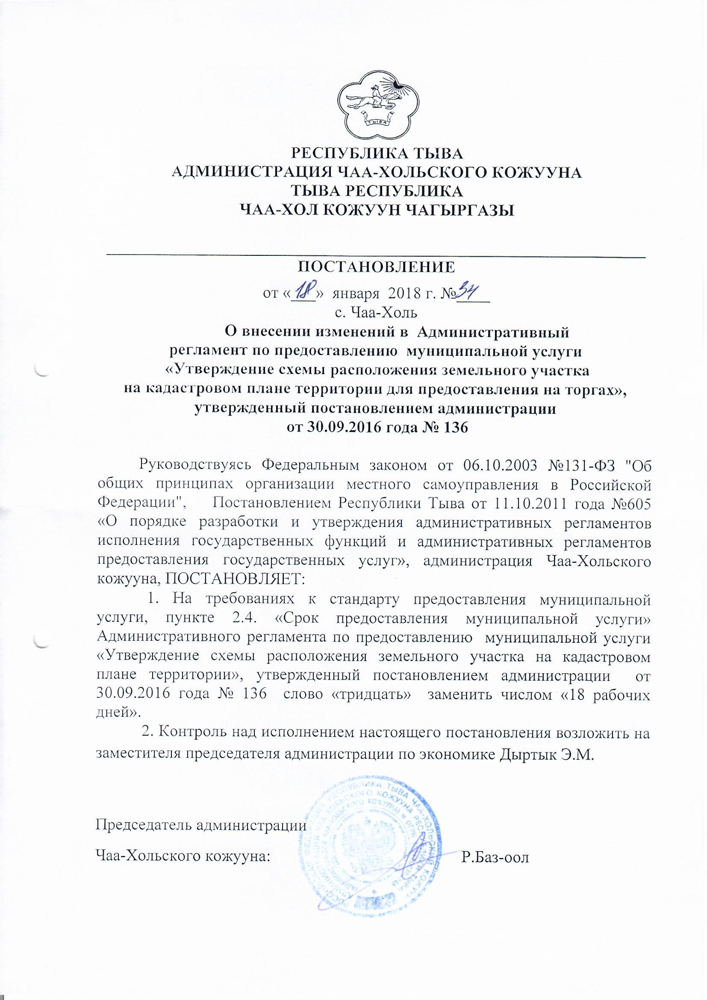 ТЫВА
РЕСПУБЛИКА ТЫВА
АДМИНИСТРАЦИЯ ЧАА-ХОЛЬСКОГО КОЖУУНА
ТЫВА РЕСПУБЛИКА
ЧАА-ХОЛ КОЖУУН ЧАГЫРГАЗЫ
ПОСТАНОВЛЕНИЕ
от «18» января 2018 г. №34
с. Чаа-Холь
О внесении изменений в Административный
регламент по предоставлению муниципальной услуги
«Утверждение схемы расположения земельного участка
на кадастровом плане территории для предоставления на торгах»,
утвержденный постановлением администрации
от 30.09.2016 года № 136
Руководствуясь Федеральным законом от 06.10.2003 №131-ФЗ "Об
общих принципах организации местного самоуправления в Российской
Федерации", Постановлением Республики Тыва от 11.10.2011 года №605
«О порядке разработки и утверждения административных регламентов
исполнения государственных функций и административных регламентов
предоставления государственных услуг», администрация Чаа-Хольского
кожууна, ПОСТАНОВЛЯЕТ:
1. На требованиях к стандарту предоставления муниципальной
услуги, пункте 2.4. «Срок предоставления муниципальной услуги»
Административного регламента по предоставлению муниципальной услуги
«Утверждение схемы расположения земельного участка на кадастровом
плане территории», утвержденный постановлением администрации от
30.09.2016 года № 136 слово «тридцать» заменить числом «18 рабочих
дней».
2. Контроль над исполнением настоящего постановления возложить на
заместителя председателя администрации по экономике Дыртык Э.М.
Председатель администрации
Чаа-Хольского кожууна: Р.Баз-оол
РЕСПУБЛИКА ТЫВА ЧАА-ХОЛЬСКИЙ